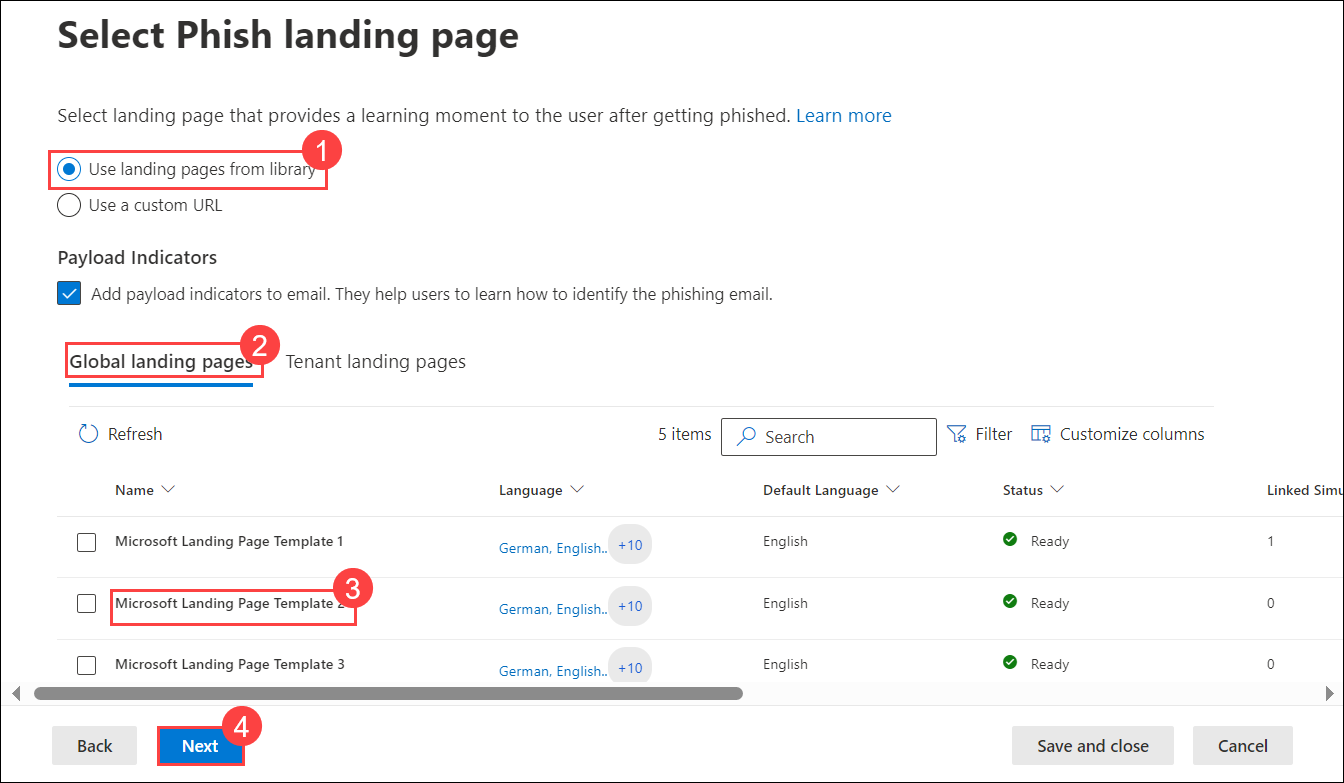 Select Phish landing page
Select landing page that provides a learning moment to the user after getting phished. Learn more
1
Use landing pages from library
Use a custom URL
Payload Indicators
Add payload indicators to email. They help users to learn how to identify the phishing email.
2
Global landing pages Tenant landing pages
Refresh 5 items Search Filter Customize columns
Name Language Default Language Status Linked Simu
Microsoft Landing Page Template 1 German, English.. +10 English Ready 1
3
Microsoft Landing Page Template 2 German, English.. +10 English Ready 0
Microsoft Landing Page Template 3 German, English.. +10 English Ready 0
4
Back Next Save and close Cancel